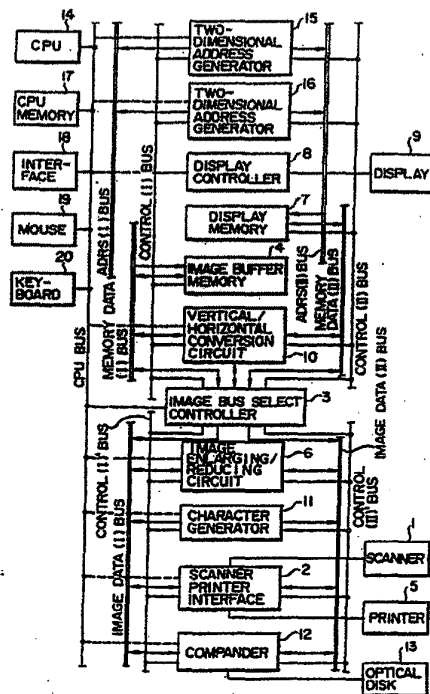 14
CPU
17
CPU
MEMORY
18
INTER-
FACE
19
MOUSE
20
KEY-
BOARD
CPU BUS
ADRS(I) BUS
MEMORY DATA
(I) BUS
CONTROL (I) BUS
15
TWO-
DIMENSIONAL
ADDRESS
GENERATOR
16
TWO-
DIMENSIONAL
ADDRESS
GENERATOR
8
DISPLAY
CONTROLLER
9
DISPLAY
7
DISPLAY
MEMORY
4
IMAGE BUFFER
MEMORY
VERTICAL/
HORIZONTAL
CONVERSION
CIRCUIT
10
ADRS(II) BUS
MEMORY
DATA (II) BUS
CONTROL (II) BUS
IMAGE BUS SELECT
CONTROLLER
3
IMAGE DATA (II) BUS
CONTROL (I)' BUS
IMAGE DATA (I) BUS
IMAGE
ENLARGING/
REDUCING
CIRCUIT
6
CHARACTER
GENERATOR
11
CONTROL
BUS
SCANNER
PRINTER
INTERFACE
2
1
SCANNER
5
PRINTER
COMPANDER
12
13
OPTICAL
DISK